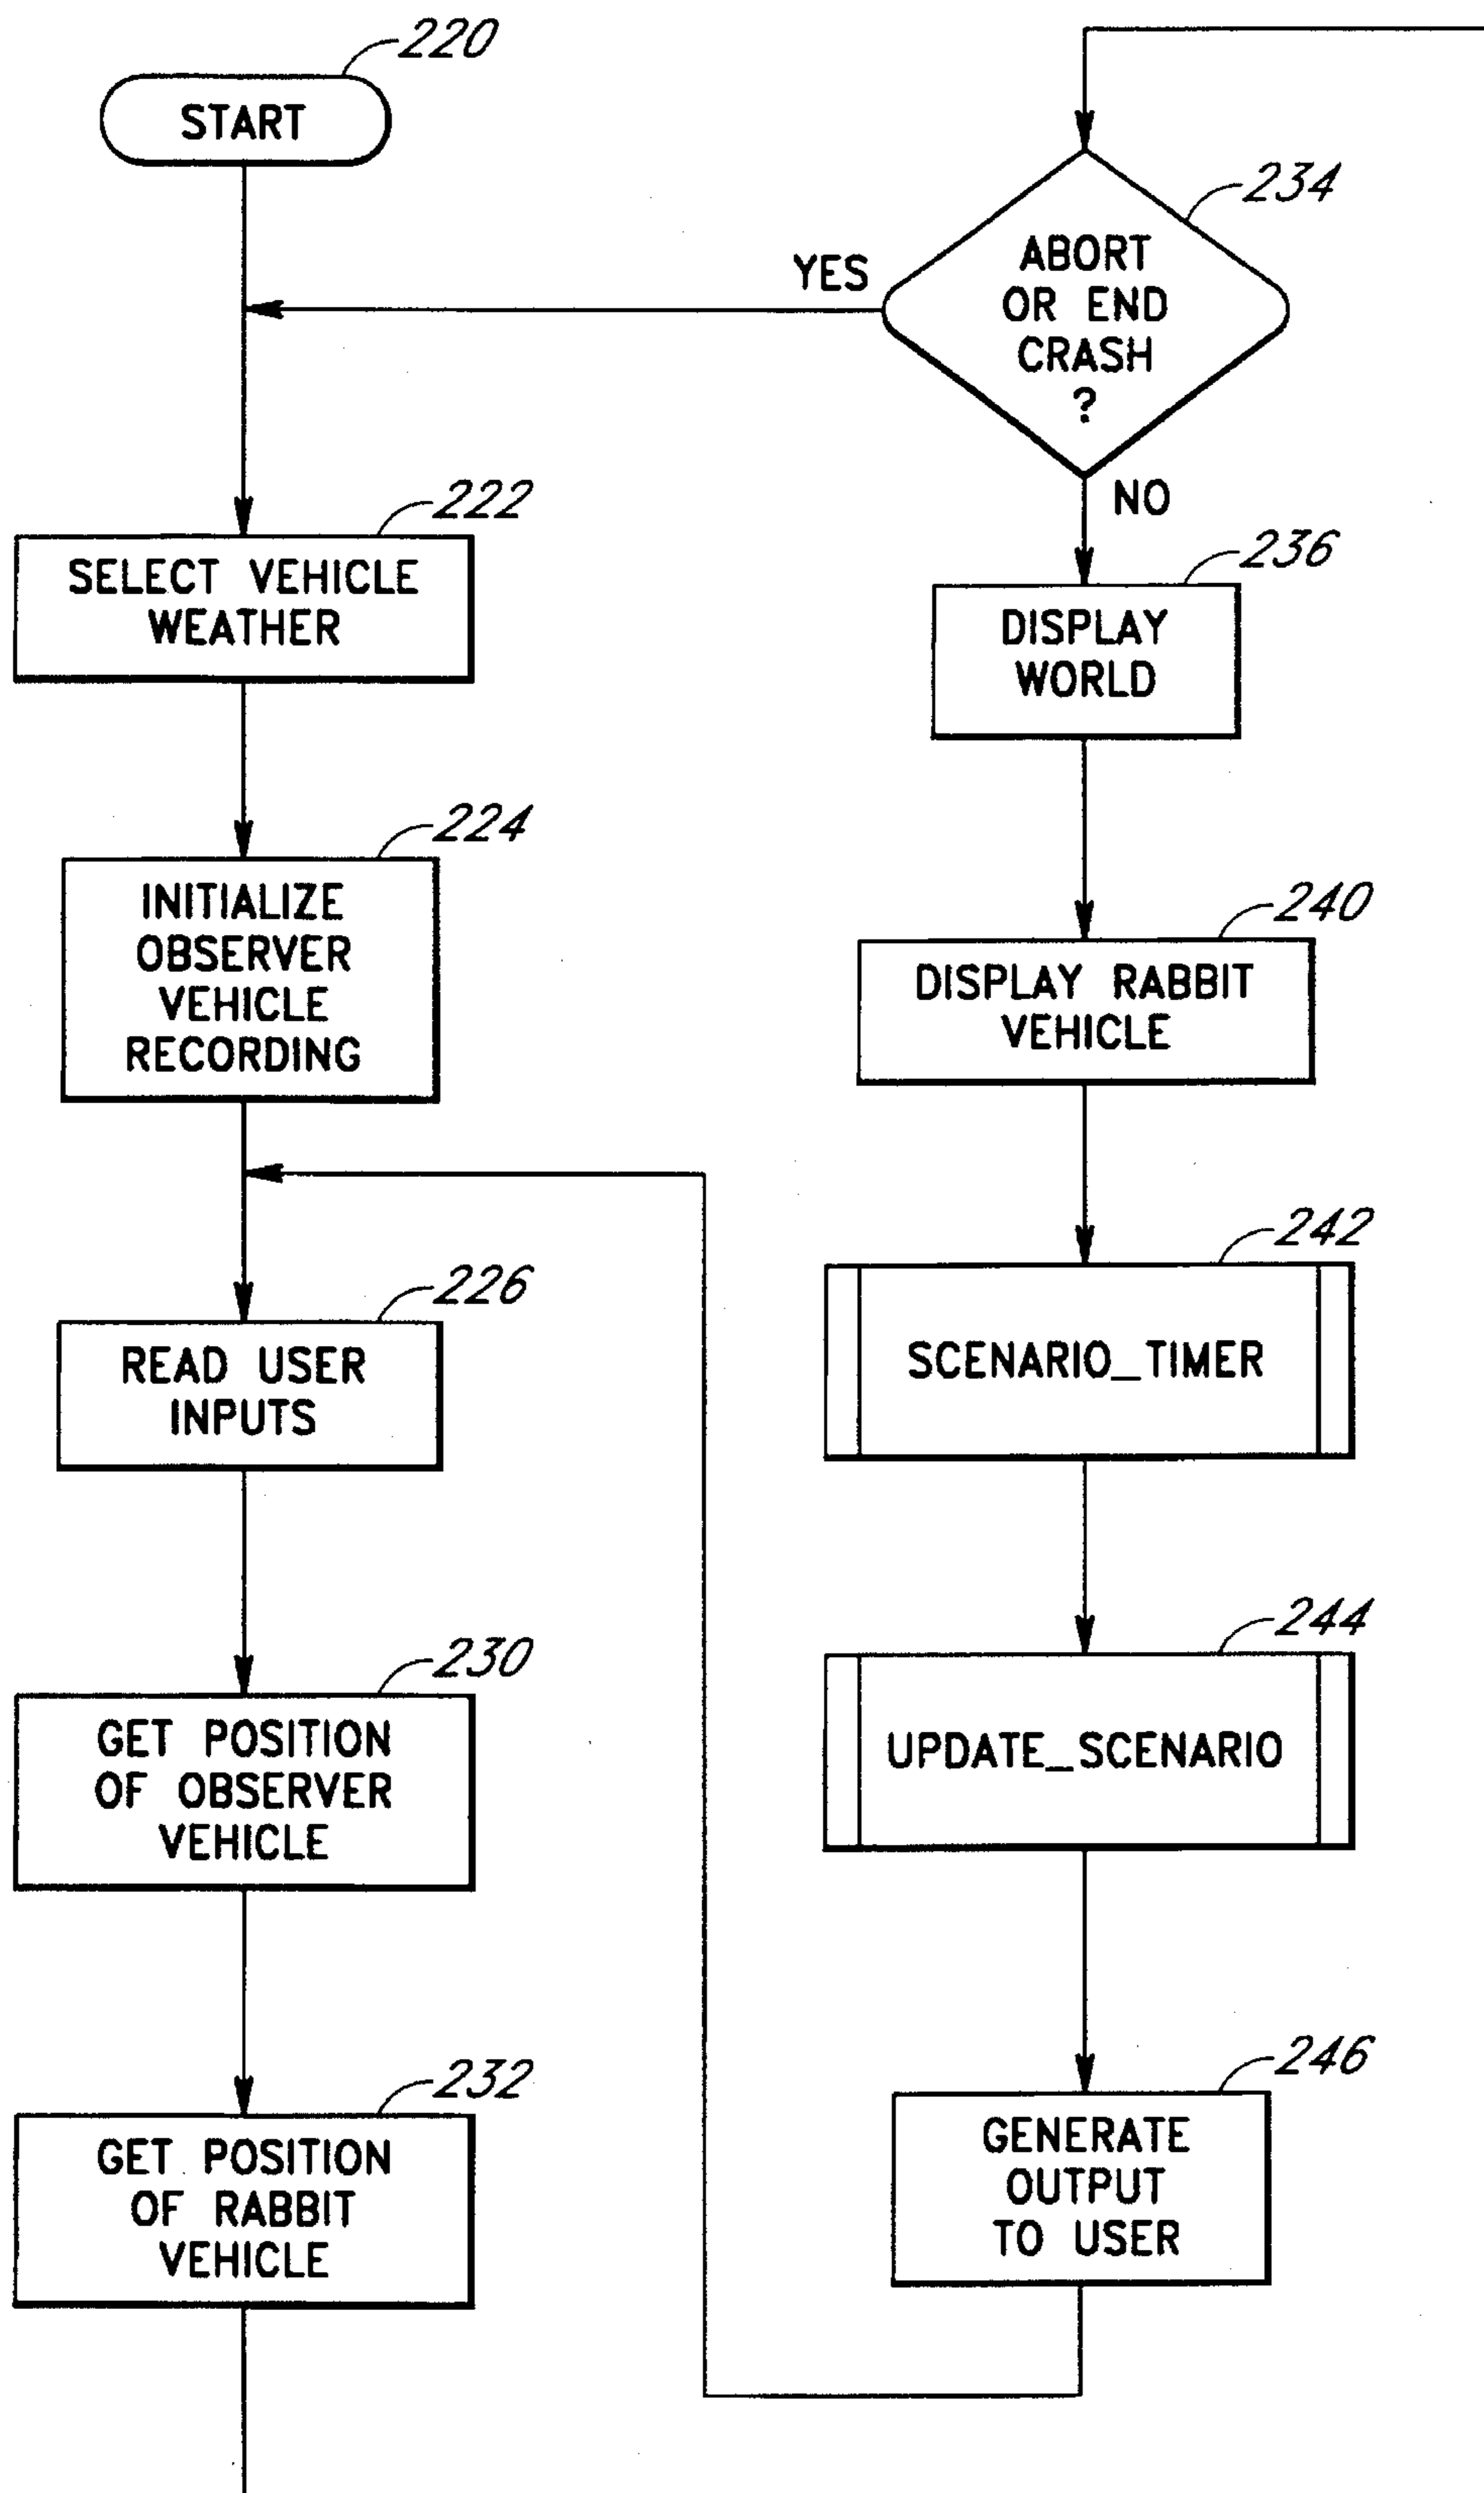 220
START
222
SELECT VEHICLE
WEATHER
224
INITIALIZE
OBSERVER
VEHICLE
RECORDING
226
READ USER
INPUTS
230
GET POSITION
OF OBSERVER
VEHICLE
232
GET POSITION
OF RABBIT
VEHICLE
234
ABORT
OR END
CRASH
?
YES
NO
236
DISPLAY
WORLD
240
DISPLAY RABBIT
VEHICLE
242
SCENARIO_TIMER
244
UPDATE_SCENARIO
246
GENERATE
OUTPUT
TO USER